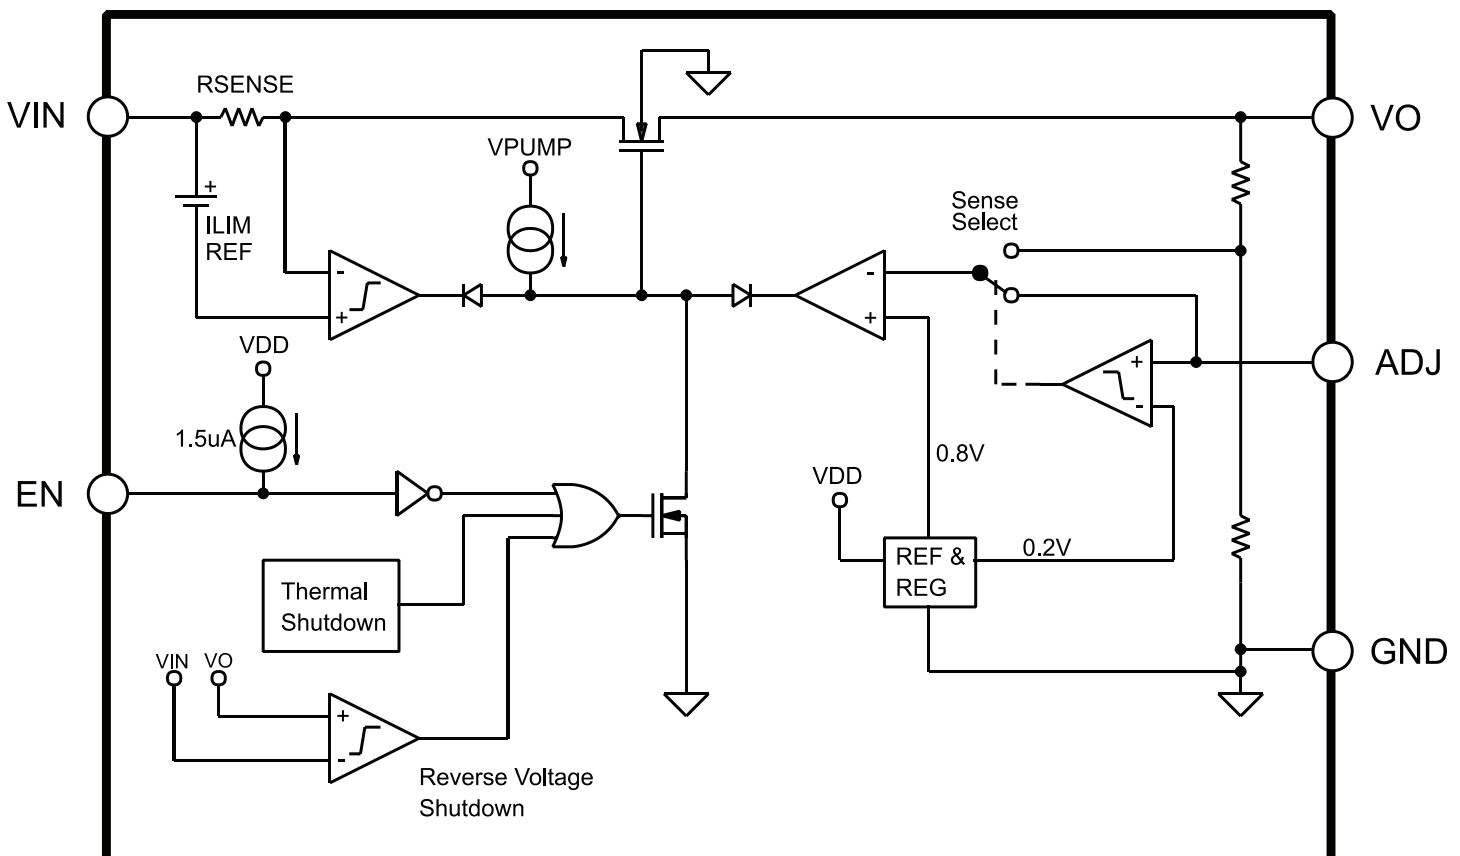 RSENSE
VIN
VO
VPUMP
+
ILIM
REF
Sense
Select
-
+
-
+
VDD
ADJ
+
-
1.5uA
0.8V
VDD
EN
0.2V
REF &
REG
Thermal
Shutdown
GND
VIN
VO
+
-
Reverse Voltage
Shutdown